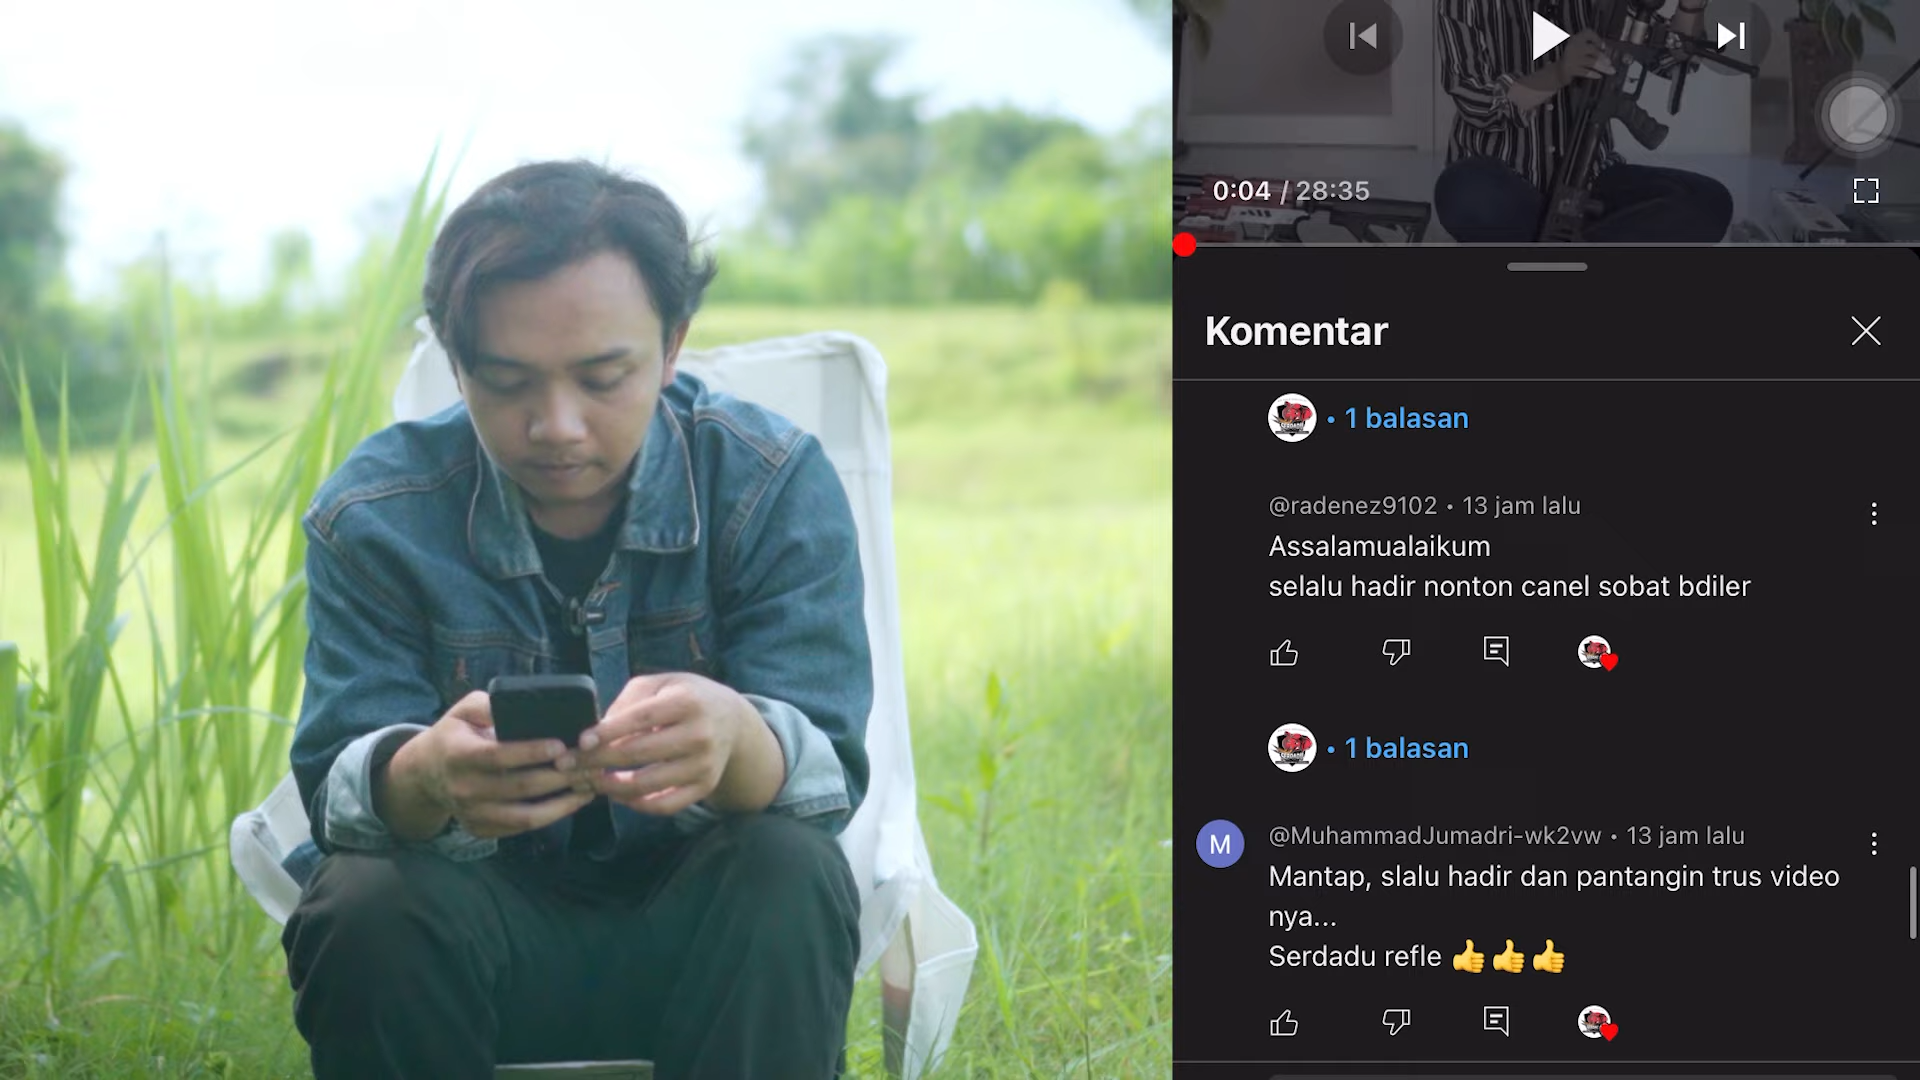 0:04 / 28:35
Komentar
• 1 balasan
@radenez9102 • 13 jam lalu
Assalamualaikum
selalu hadir nonton canel sobat bdiler
• 1 balasan
M
@MuhammadJumadri-wk2vw • 13 jam lalu
Mantap, slalu hadir dan pantangin trus video
nya...
Serdadu refle 👍👍👍